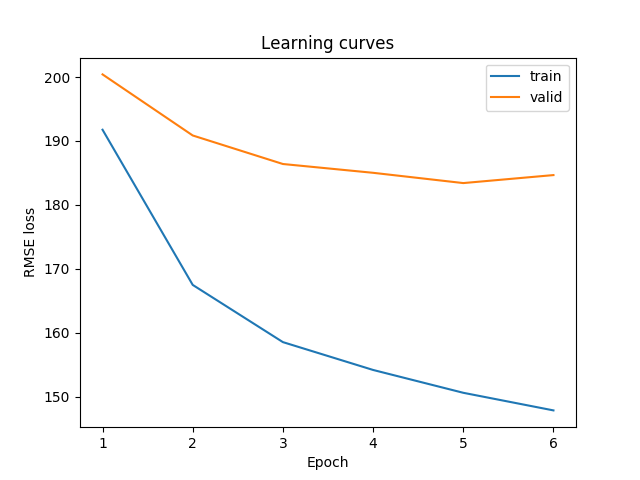 Learning curves
train
valid
200
190
180
170
160
150
RMSE loss
1 2 3 4 5 6
Epoch